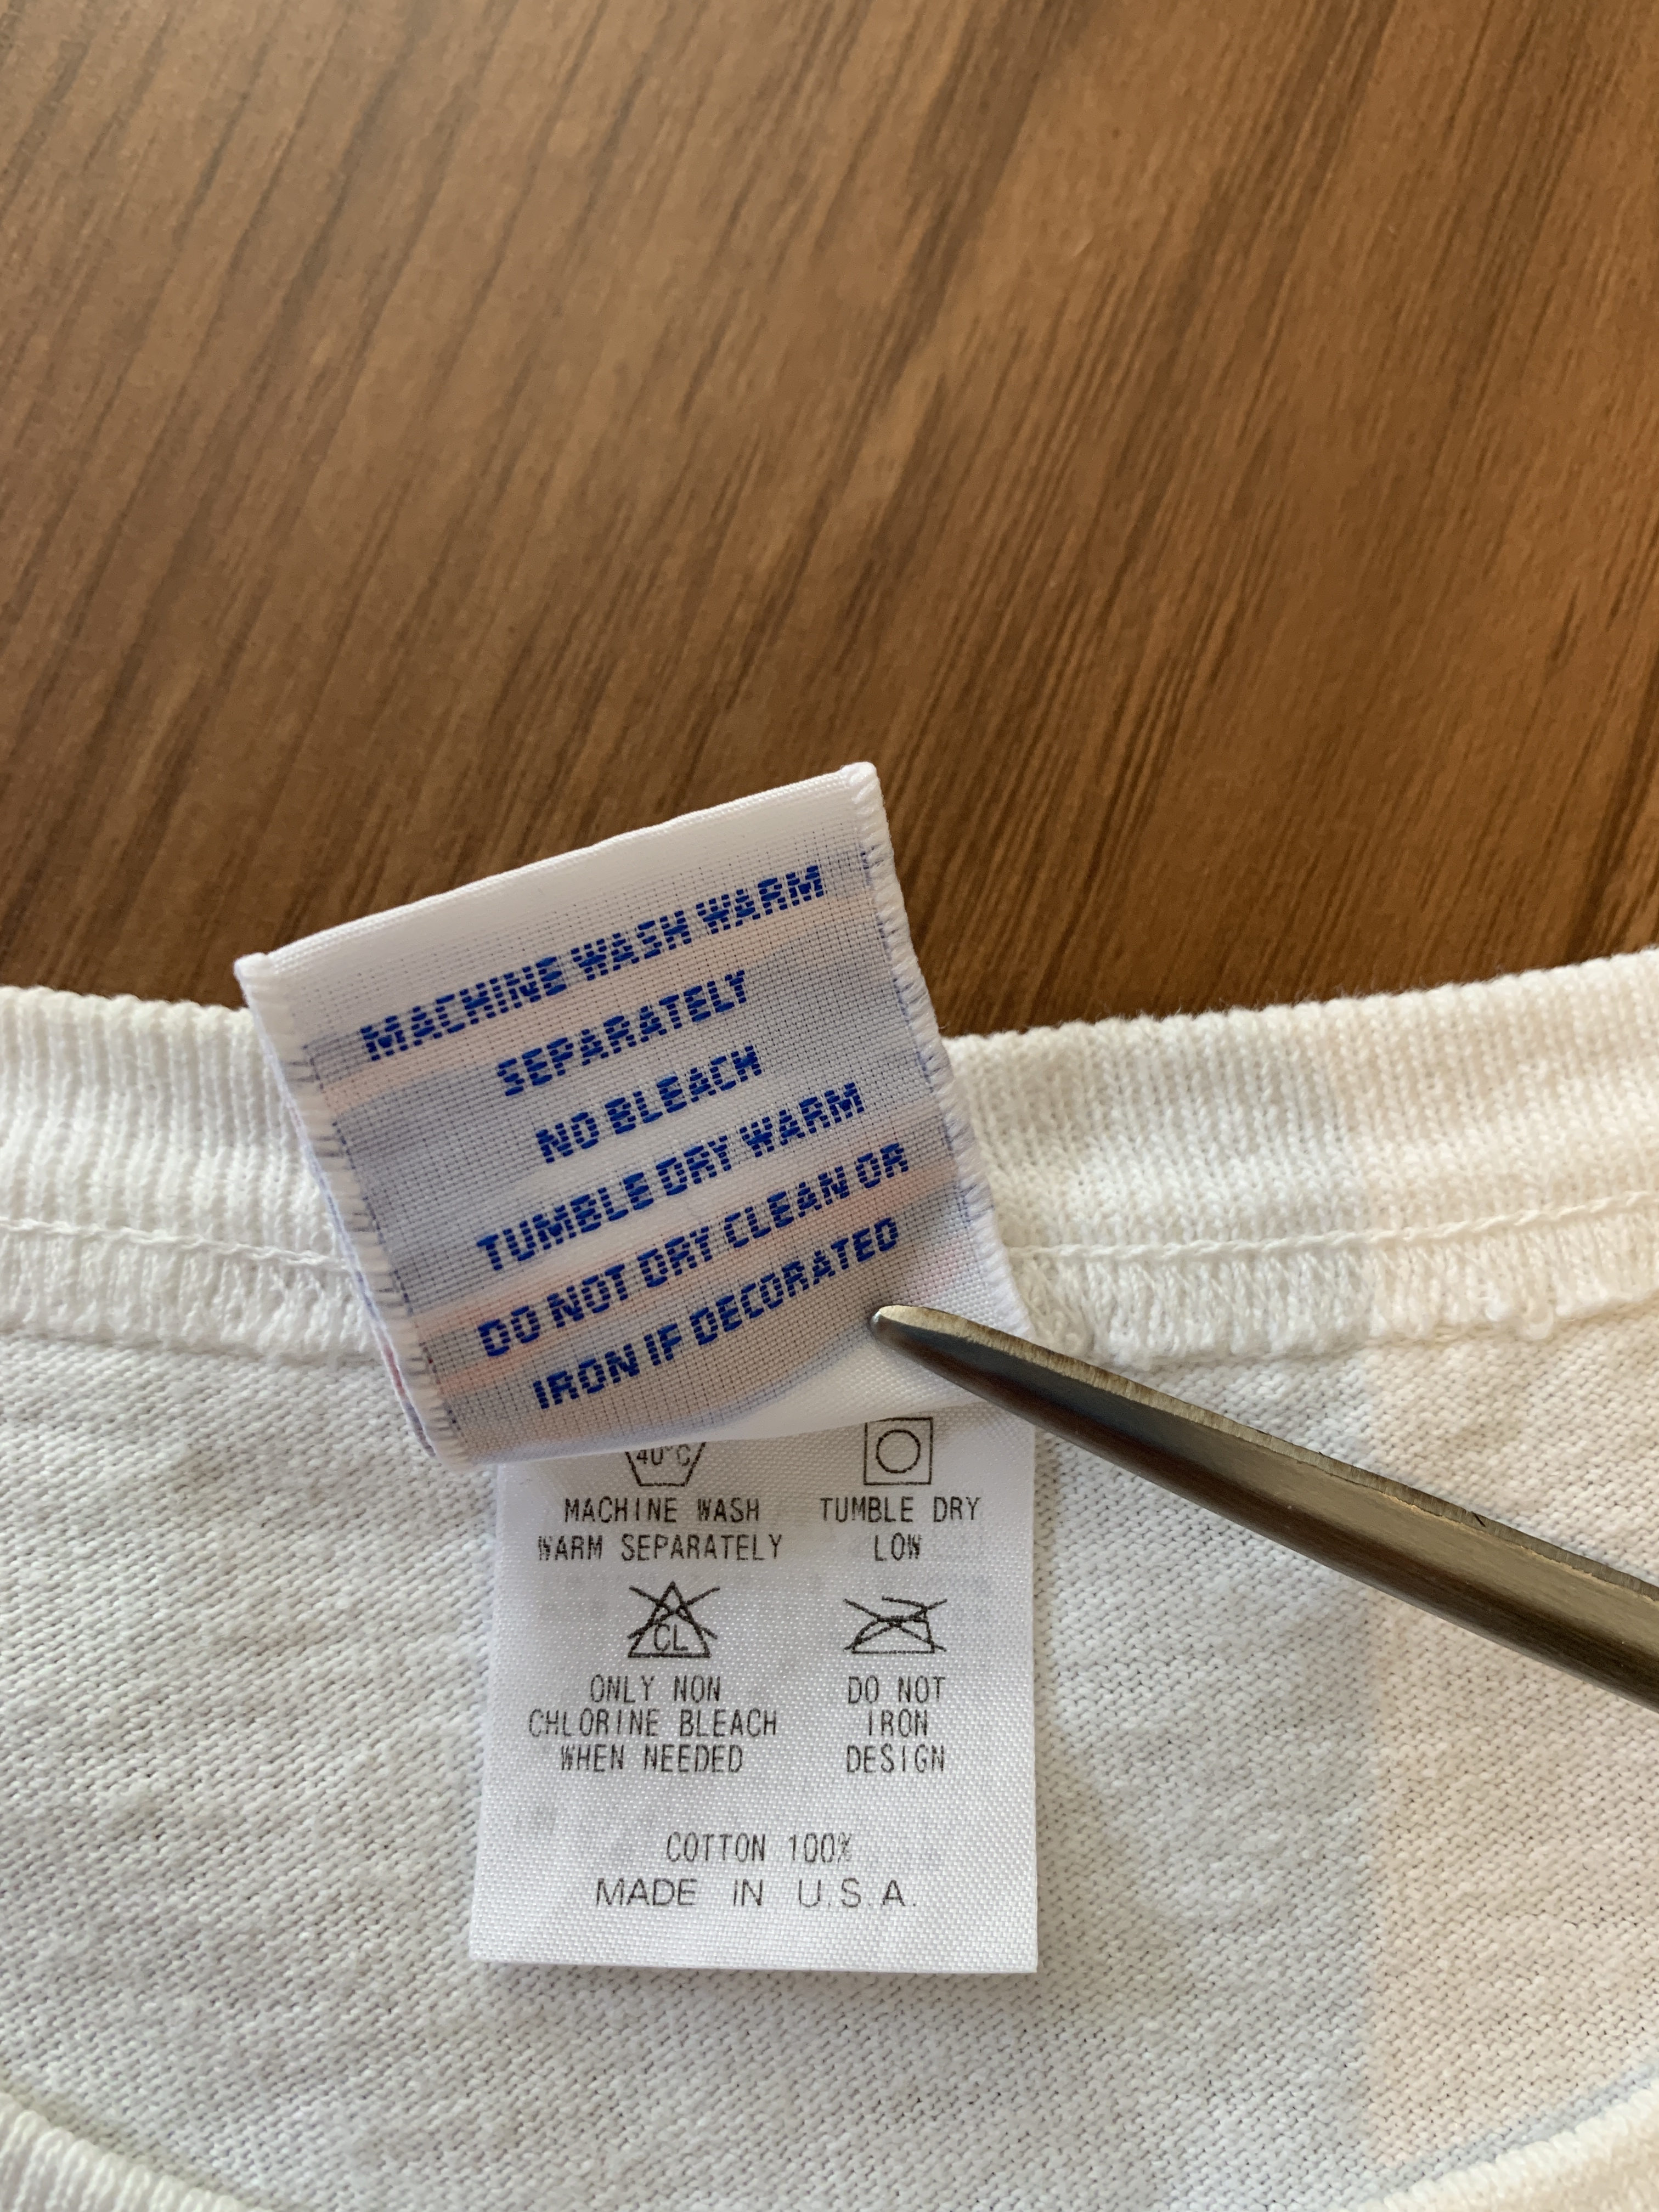 MACHINE WASH WARM
SEPARATELY
NO BLEACH
TUMBLE DRY WARM
DO NOT DRY CLEAN OR
IRON IF DECORATED
40°C
MACHINE WASH
WARM SEPARATELY
TUMBLE DRY
LOW
CL
ONLY NON
CHLORINE BLEACH
WHEN NEEDED
DO NOT
IRON
DESIGN
COTTON 100%
MADE IN U.S.A.